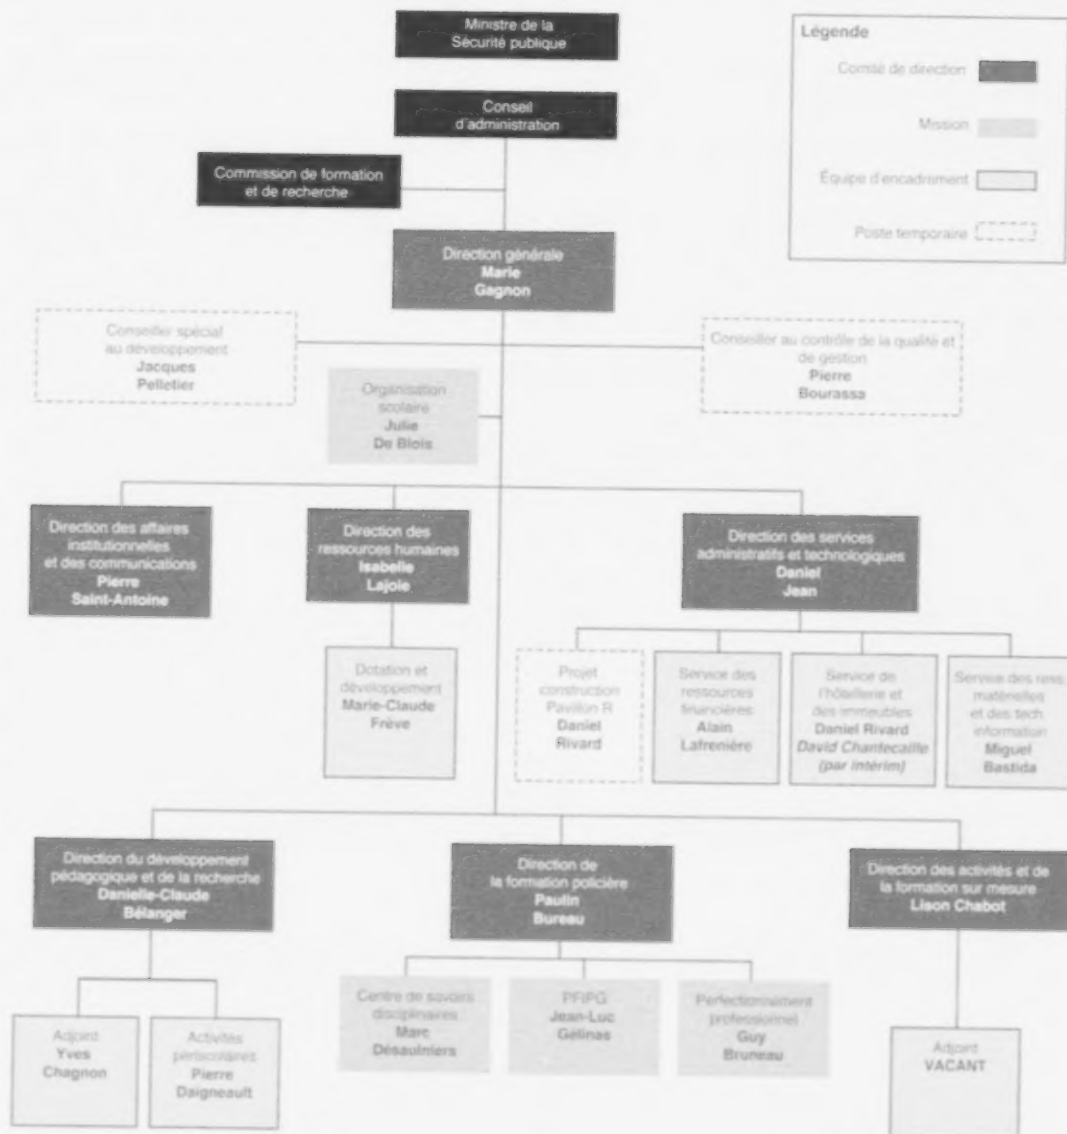 Ministre de la
Sécurité publique
Légende
Comité de direction
Mission
Équipe d'encadrement
Poste temporaire
Conseil
d'administration
Commission de formation
et de recherche
Direction générale
Marie
Gagnon
Conseiller spécial
au développement
Jacques
Pelletier
Conseiller au contrôle de la qualité et
de gestion
Pierre
Bourassa
Organisation
scolaire
Julie
De Blois
Direction des affaires
institutionnelles
et des communications
Pierre
Saint-Antoine
Direction des
ressources humaines
Isabelle
Lajoie
Direction des services
administratifs et technologiques
Daniel
Jean
Dotation et
développement
Marie-Claude
Frève
Projet
construction
Pavillon R
Daniel
Rivard
Service des
ressources
financières
Alain
Lafrenière
Service de
l'hôtellerie et
des immeubles
Daniel Rivard
David Chantecaille
(par intérim)
Service des ress.
matérielles
et des tech.
information
Miguel
Bastida
Direction du développement
pédagogique et de la recherche
Danielle-Claude
Bélanger
Direction de
la formation policière
Paulin
Bureau
Direction des activités et de
la formation sur mesure
Lison Chabot
Adjoint
Yves
Chagnon
Activités
périscolaires
Pierre
Daigneault
Centre de savoirs
disciplinaires
Marc
Désaulniers
PFIPG
Jean-Luc
Gélinas
Perfectionnement
professionnel
Guy
Bruneau
Adjoint
VACANT